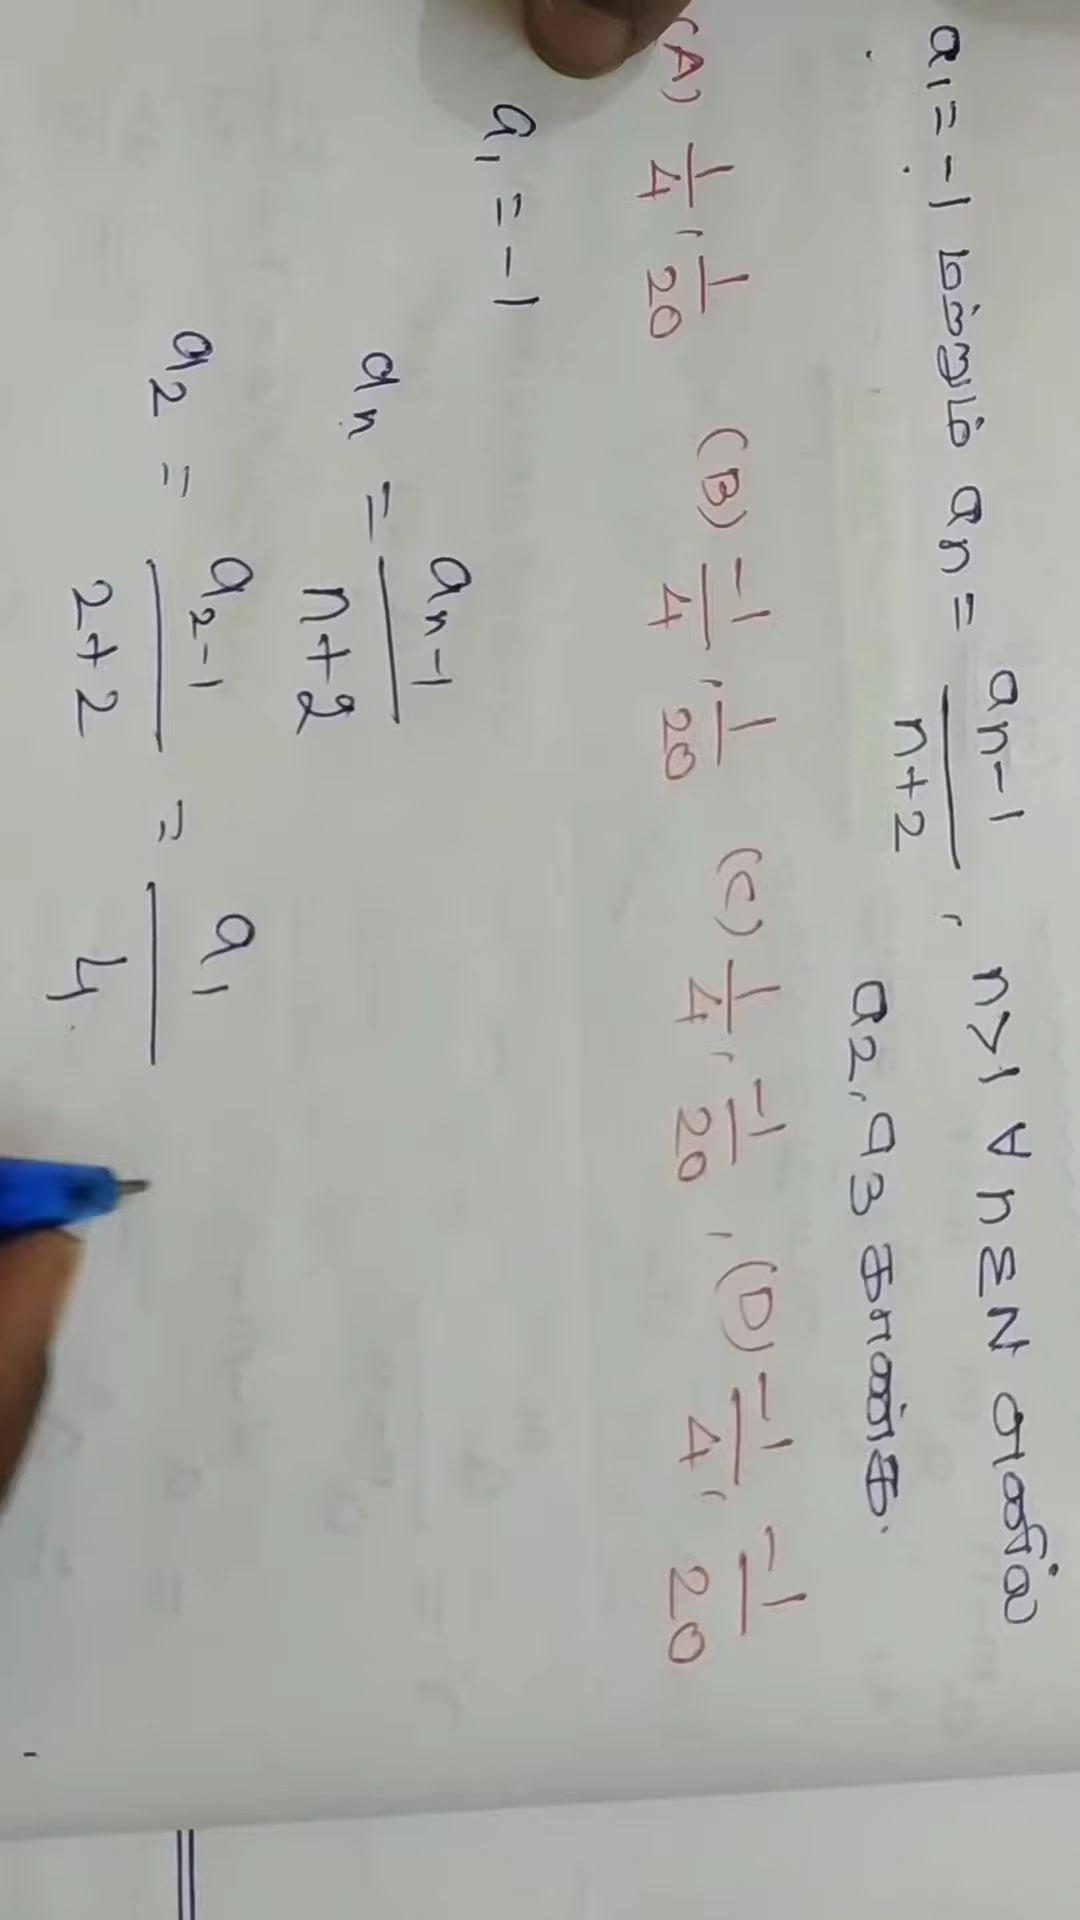 a₁ = -1 மற்றும் aₙ = aₙ₋₁ / n+2 , n>1 ∀ n Σ N எனில்
a₂, a₃ காண்க.
(A) 1/4, 1/20 (B) -1/4, 1/20 (C) 1/4, -1/20 , (D) -1/4, -1/20
a₁ = -1
aₙ = aₙ₋₁ / n+2
a₂ = a₂₋₁ / 2+2 = a₁ / 4.